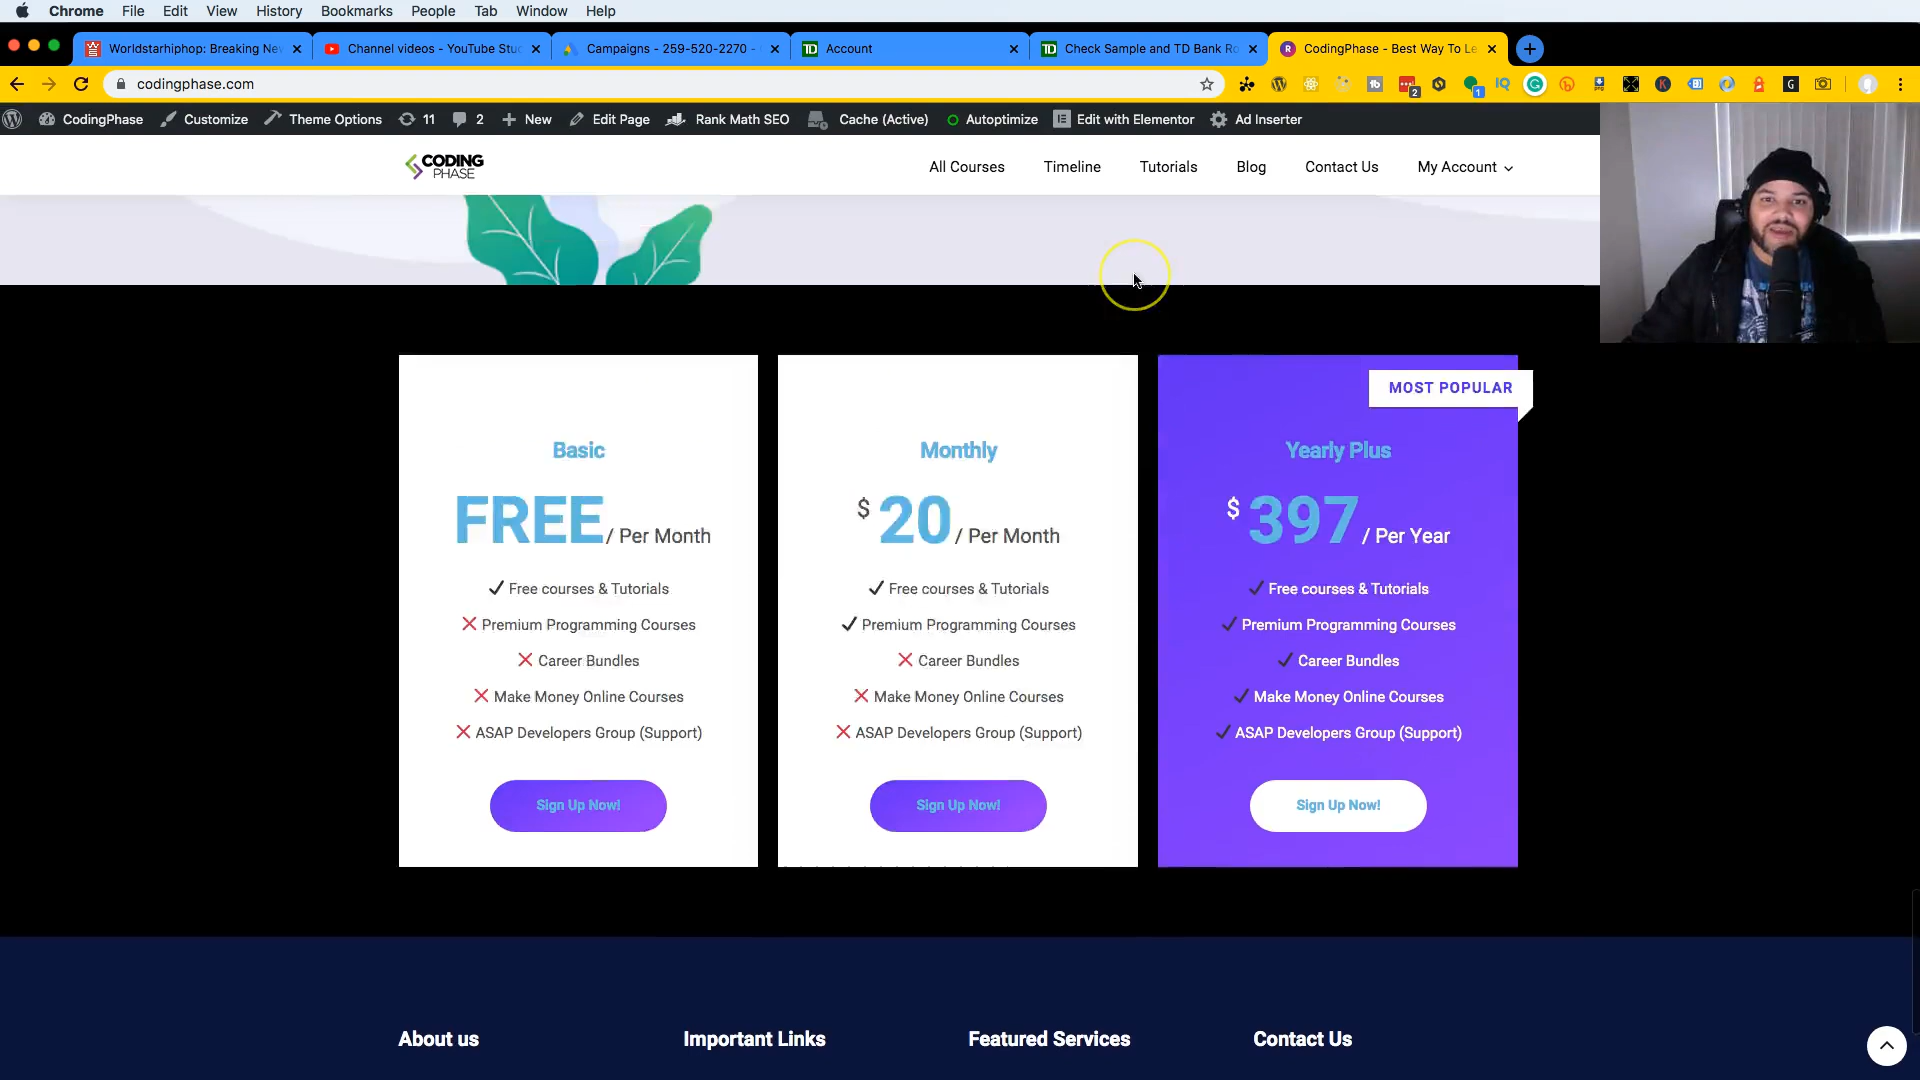 Chrome File Edit View History Bookmarks People Tab Window Help
Worldstarhiphop: Breaking Ne
Channel videos - YouTube Stu
Campaigns - 259-520-2270 -
TD Account
TD Check Sample and TD Bank Ro
R CodingPhase - Best Way To Le
codingphase.com
CodingPhase Customize Theme Options 11 2 New Edit Page Rank Math SEO Cache (Active) Autoptimize Edit with Elementor Ad Inserter
CODING
PHASE
All Courses Timeline Tutorials Blog Contact Us My Account
MOST POPULAR
Basic
FREE / Per Month
Free courses & Tutorials
Premium Programming Courses
Career Bundles
Make Money Online Courses
ASAP Developers Group (Support)
Sign Up Now!
Monthly
$ 20 / Per Month
Free courses & Tutorials
Premium Programming Courses
Career Bundles
Make Money Online Courses
ASAP Developers Group (Support)
Sign Up Now!
Yearly Plus
$ 397 / Per Year
Free courses & Tutorials
Premium Programming Courses
Career Bundles
Make Money Online Courses
ASAP Developers Group (Support)
Sign Up Now!
About us Important Links Featured Services Contact Us